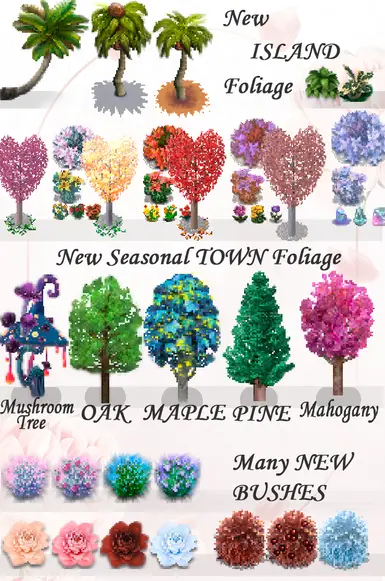 New
ISLAND
Foliage
New Seasonal TOWN Foliage
Mushroom
Tree
OAK
MAPLE
PINE
Mahogany
Many NEW
BUSHES